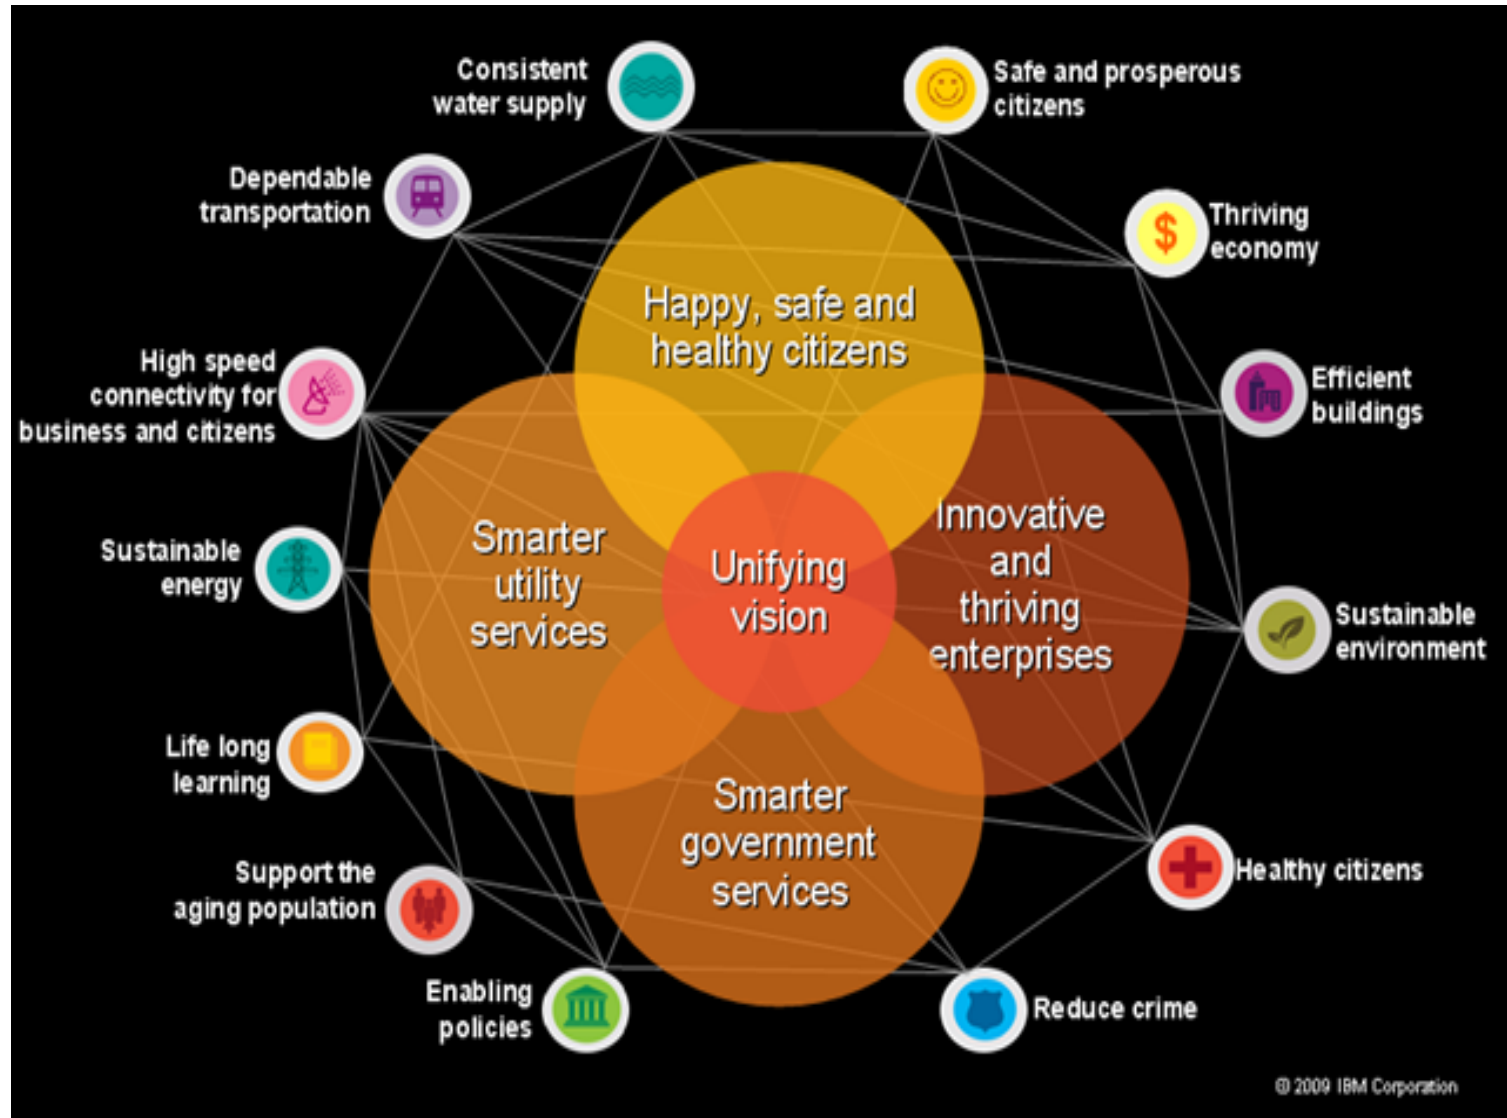 Consistent
water supply
Safe and prosperous
citizens
Dependable
transportation
Thriving
economy
$
Happy, safe and
healthy citizens
High speed
connectivity for
business and citizens
Efficient
buildings
Smarter
utility
services
Unifying
vision
Innovative
and
thriving
enterprises
Sustainable
energy
Sustainable
environment
Life long
learning
Smarter
government
services
Support the
aging population
Healthy citizens
Enabling
policies
Reduce crime
© 2009 IBM Corporation